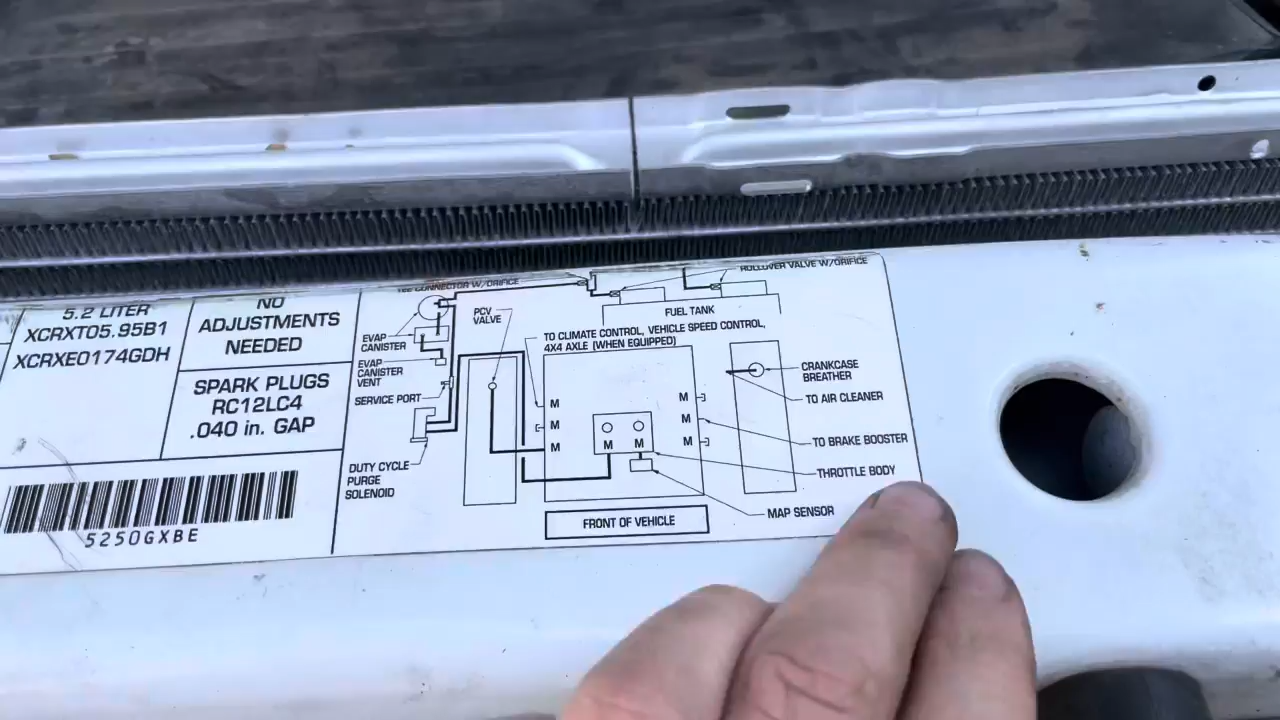 5.2 LITER
XCRXT05.95B1
XCRXE0174GDH
NO
ADJUSTMENTS
NEEDED
SPARK PLUGS
RC12LC4
.040 in. GAP
5250GXBE
TEE CONNECTOR W/ORIFICE
ROLLOVER VALVE W/ORIFICE
FUEL TANK
EVAP
CANISTER
EVAP
CANISTER
VENT
SERVICE PORT
DUTY CYCLE
PURGE
SOLENOID
PCV
VALVE
TO CLIMATE CONTROL, VEHICLE SPEED CONTROL,
4X4 AXLE (WHEN EQUIPPED)
M
M
M
M
M
M
M
M
CRANKCASE
BREATHER
TO AIR CLEANER
TO BRAKE BOOSTER
THROTTLE BODY
MAP SENSOR
FRONT OF VEHICLE